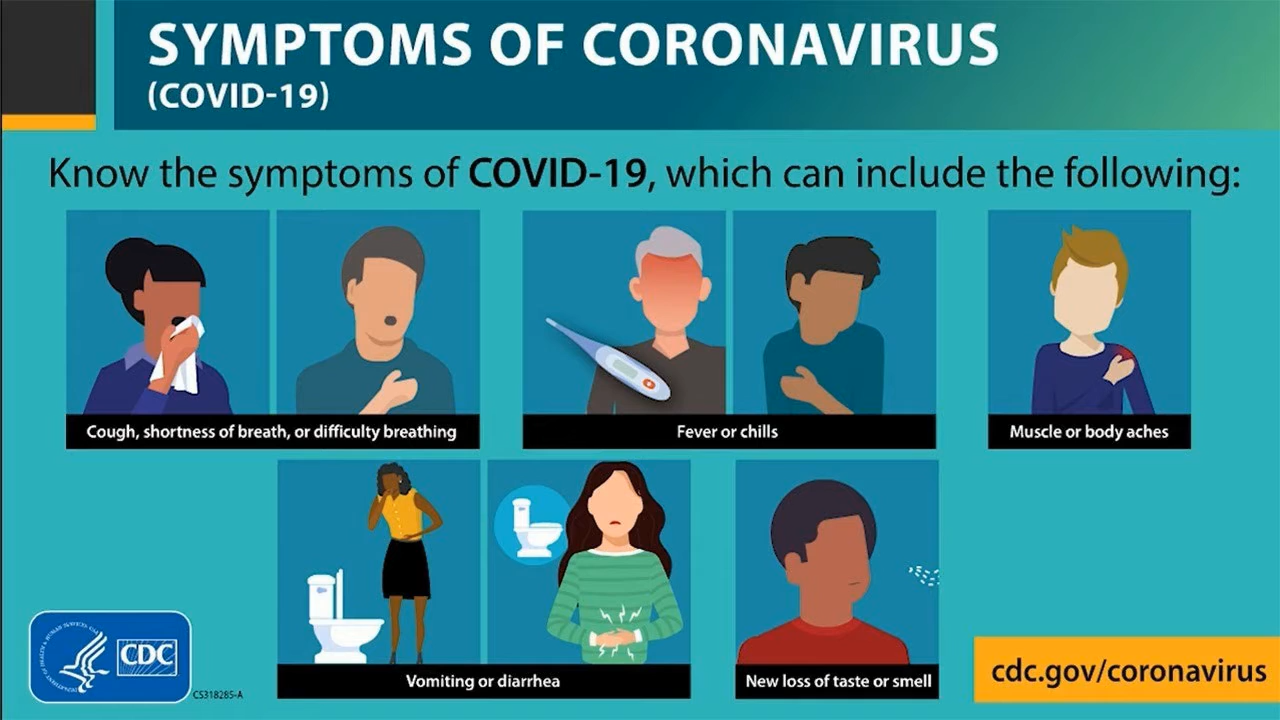 SYMPTOMS OF CORONAVIRUS
(COVID-19)
Know the symptoms of COVID-19, which can include the following:
Cough, shortness of breath, or difficulty breathing
Fever or chills
Muscle or body aches
Vomiting or diarrhea
New loss of taste or smell
CDC
CS318285-A
cdc.gov/coronavirus